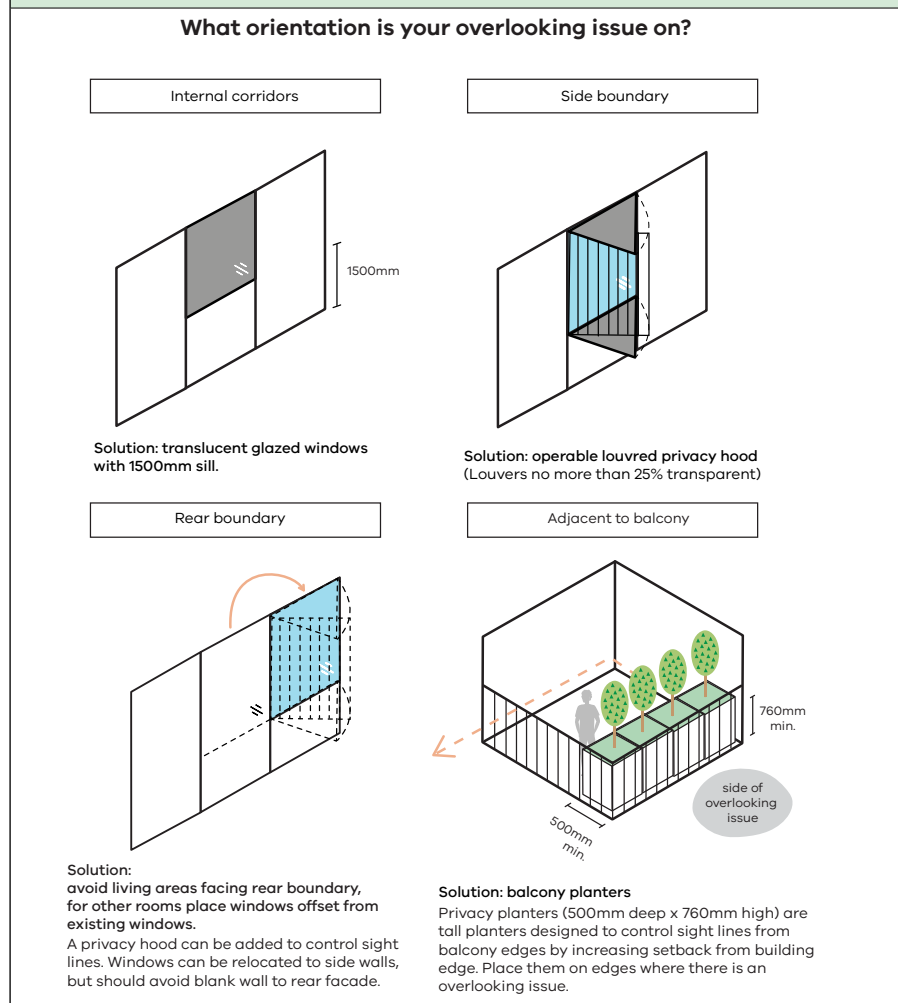 What orientation is your overlooking issue on?
Internal corridors
Side boundary
1500mm
Solution: translucent glazed windows
with 1500mm sill.
Solution: operable louvred privacy hood
(Louvers no more than 25% transparent)
Rear boundary
Adjacent to balcony
760mm
min.
side of
overlooking
issue
500mm
min.
Solution:
avoid living areas facing rear boundary,
for other rooms place windows offset from
existing windows.
A privacy hood can be added to control sight
lines. Windows can be relocated to side walls,
but should avoid blank wall to rear facade.
Solution: balcony planters
Privacy planters (500mm deep x 760mm high) are
tall planters designed to control sight lines from
balcony edges by increasing setback from building
edge. Place them on edges where there is an
overlooking issue.